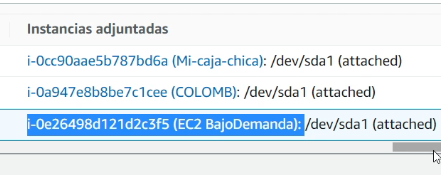 Instancias adjuntadas
i-0cc90aae5b787bd6a (Mi-caja-chica): /dev/sda1 (attached)
i-0a947e8b8be7c1cee (COLOMB): /dev/sda1 (attached)
i-0e26498d121d2c3f5 (EC2 BajoDemanda): /dev/sda1 (attached)